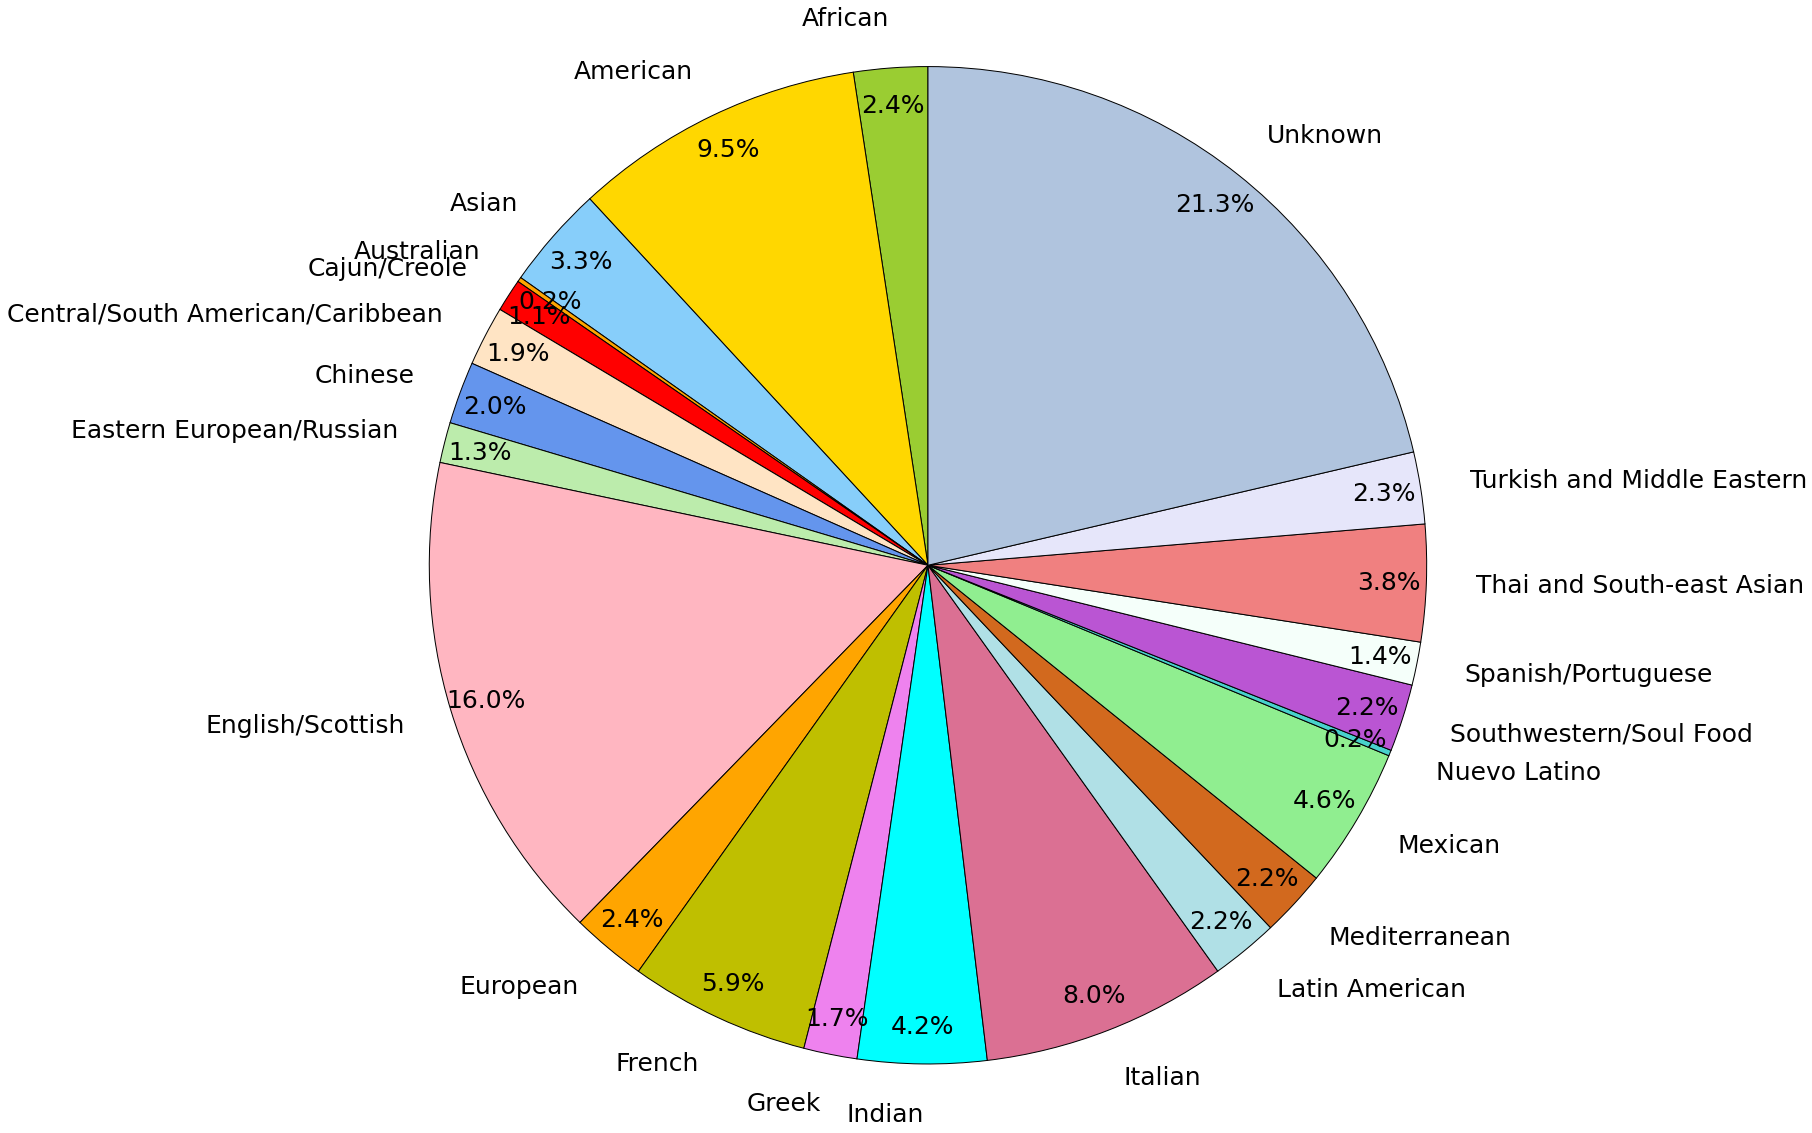 African
American
2.4%
Unknown
9.5%
Asian
21.3%
Australian
3.3%
Cajun/Creole
0.2%
Central/South American/Caribbean
1.1%
1.9%
Chinese
2.0%
Eastern European/Russian
1.3%
Turkish and Middle Eastern
2.3%
Thai and South-east Asian
3.8%
1.4%
Spanish/Portuguese
16.0%
English/Scottish
2.2%
Southwestern/Soul Food
0.2%
Nuevo Latino
4.6%
Mexican
2.2%
Mediterranean
2.4%
2.2%
European
Latin American
5.9%
8.0%
1.7%
4.2%
French
Italian
Greek
Indian